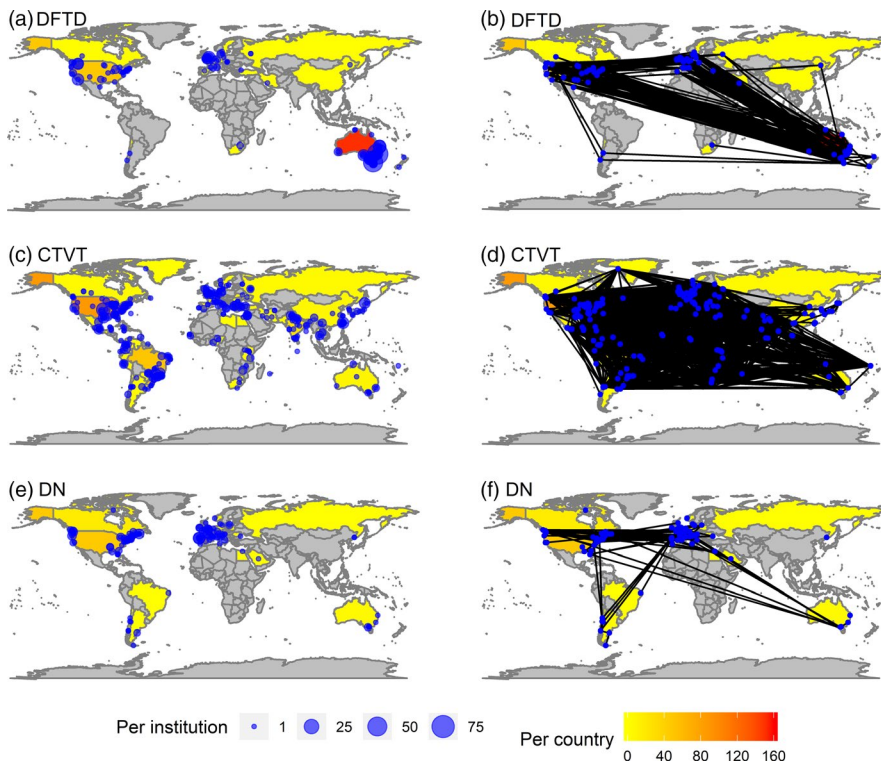 (a) DFTD
(b) DFTD
(c) CTVT
(d) CTVT
(e) DN
(f) DN
Per institution 1 25 50 75
Per country
0 40 80 120 160